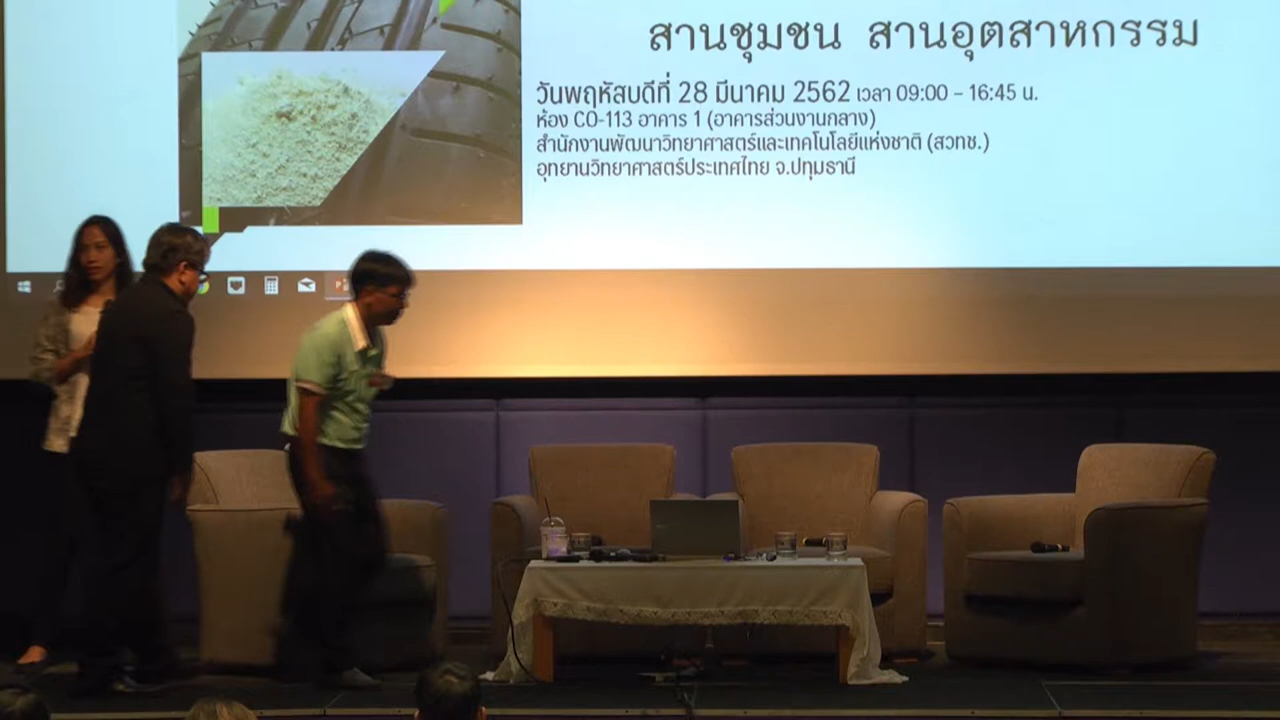 สานชุมชน สานอุตสาหกรรม
วันพฤหัสบดีที่ 28 มีนาคม 2562 เวลา 09:00 – 16:45 น.
ห้อง CO-113 อาคาร 1 (อาคารส่วนงานกลาง)
สำนักงานพัฒนาวิทยาศาสตร์และเทคโนโลยีแห่งชาติ (สวทช.)
อุทยานวิทยาศาสตร์ประเทศไทย จ.ปทุมธานี